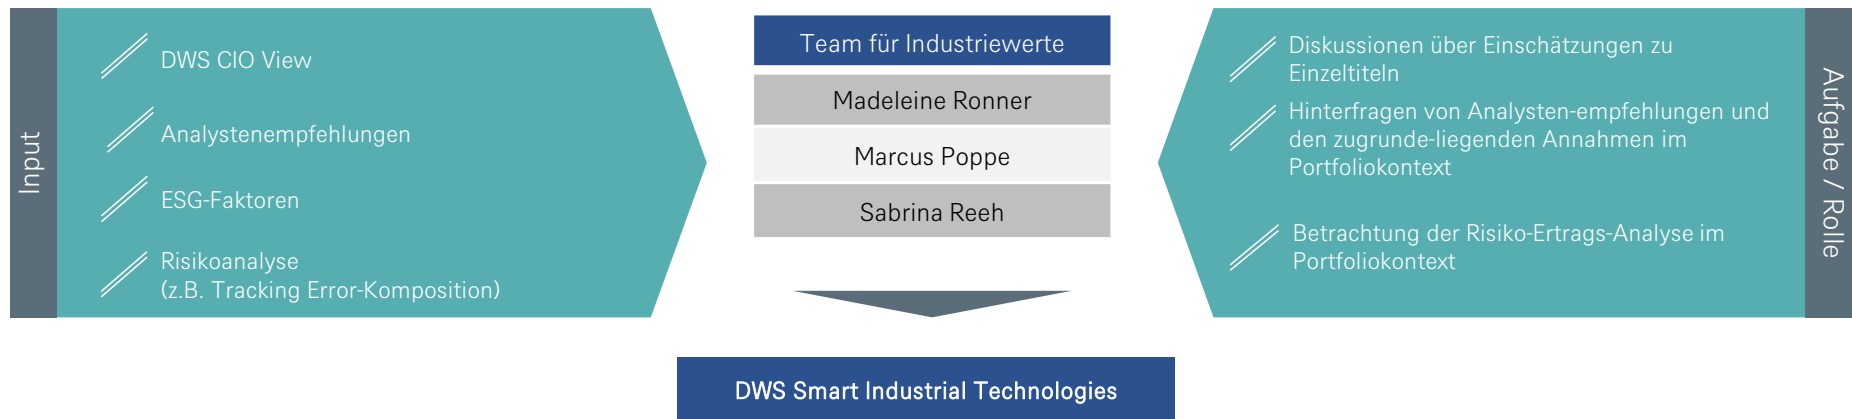 Input
DWS CIO View
Analystenempfehlungen
ESG-Faktoren
Risikoanalyse
(z.B. Tracking Error-Komposition)
Team für Industriewerte
Madeleine Ronner
Marcus Poppe
Sabrina Reeh
Diskussionen über Einschätzungen zu
Einzeltiteln
Hinterfragen von Analysten-empfehlungen und
den zugrunde-liegenden Annahmen im
Portfoliokontext
Betrachtung der Risiko-Ertrags-Analyse im
Portfoliokontext
Aufgabe / Rolle
DWS Smart Industrial Technologies